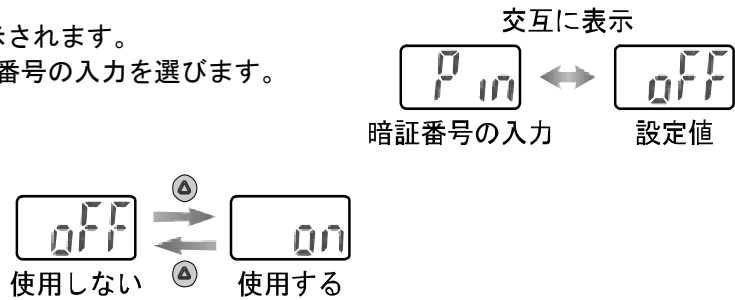 示されます。
番号の入力を選びます。
交互に表示
P in
oFF
暗証番号の入力
設定値
oFF
on
使用しない
使用する